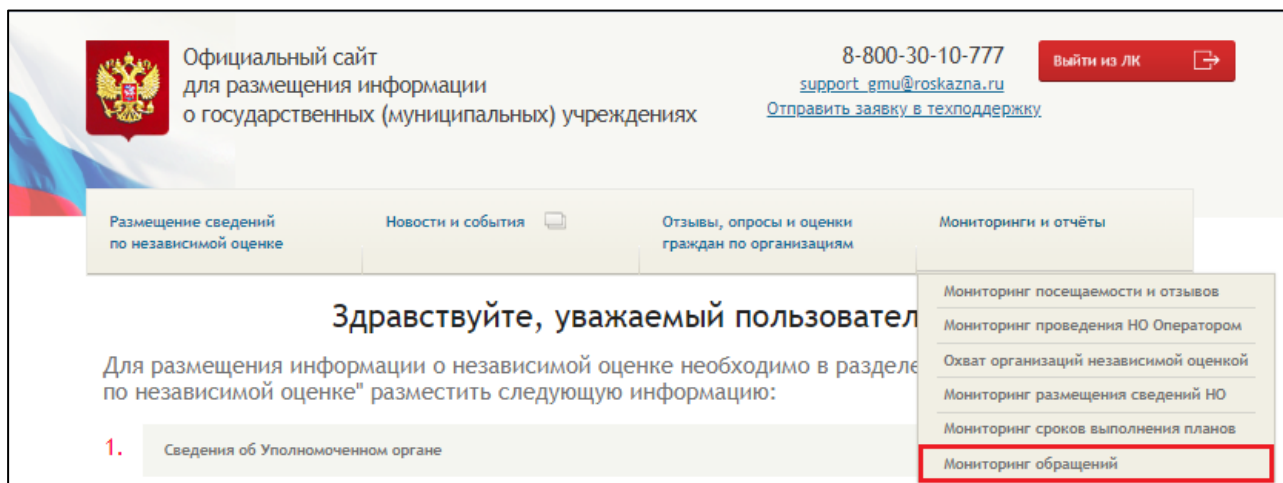 Официальный сайт
для размещения информации
о государственных (муниципальных) учреждениях
8-800-30-10-777
support_gmu@roskazna.ru
Отправить заявку в техподдержку
Выйти из ЛК
Размещение сведений
по независимой оценке
Новости и события
Отзывы, опросы и оценки
граждан по организациям
Мониторинги и отчёты
Мониторинг посещаемости и отзывов
Мониторинг проведения НО Оператором
Охват организаций независимой оценкой
Мониторинг размещения сведений НО
Мониторинг сроков выполнения планов
Мониторинг обращений
Здравствуйте, уважаемый пользовател
Для размещения информации о независимой оценке необходимо в разделе
по независимой оценке" разместить следующую информацию:
1. Сведения об Уполномоченном органе